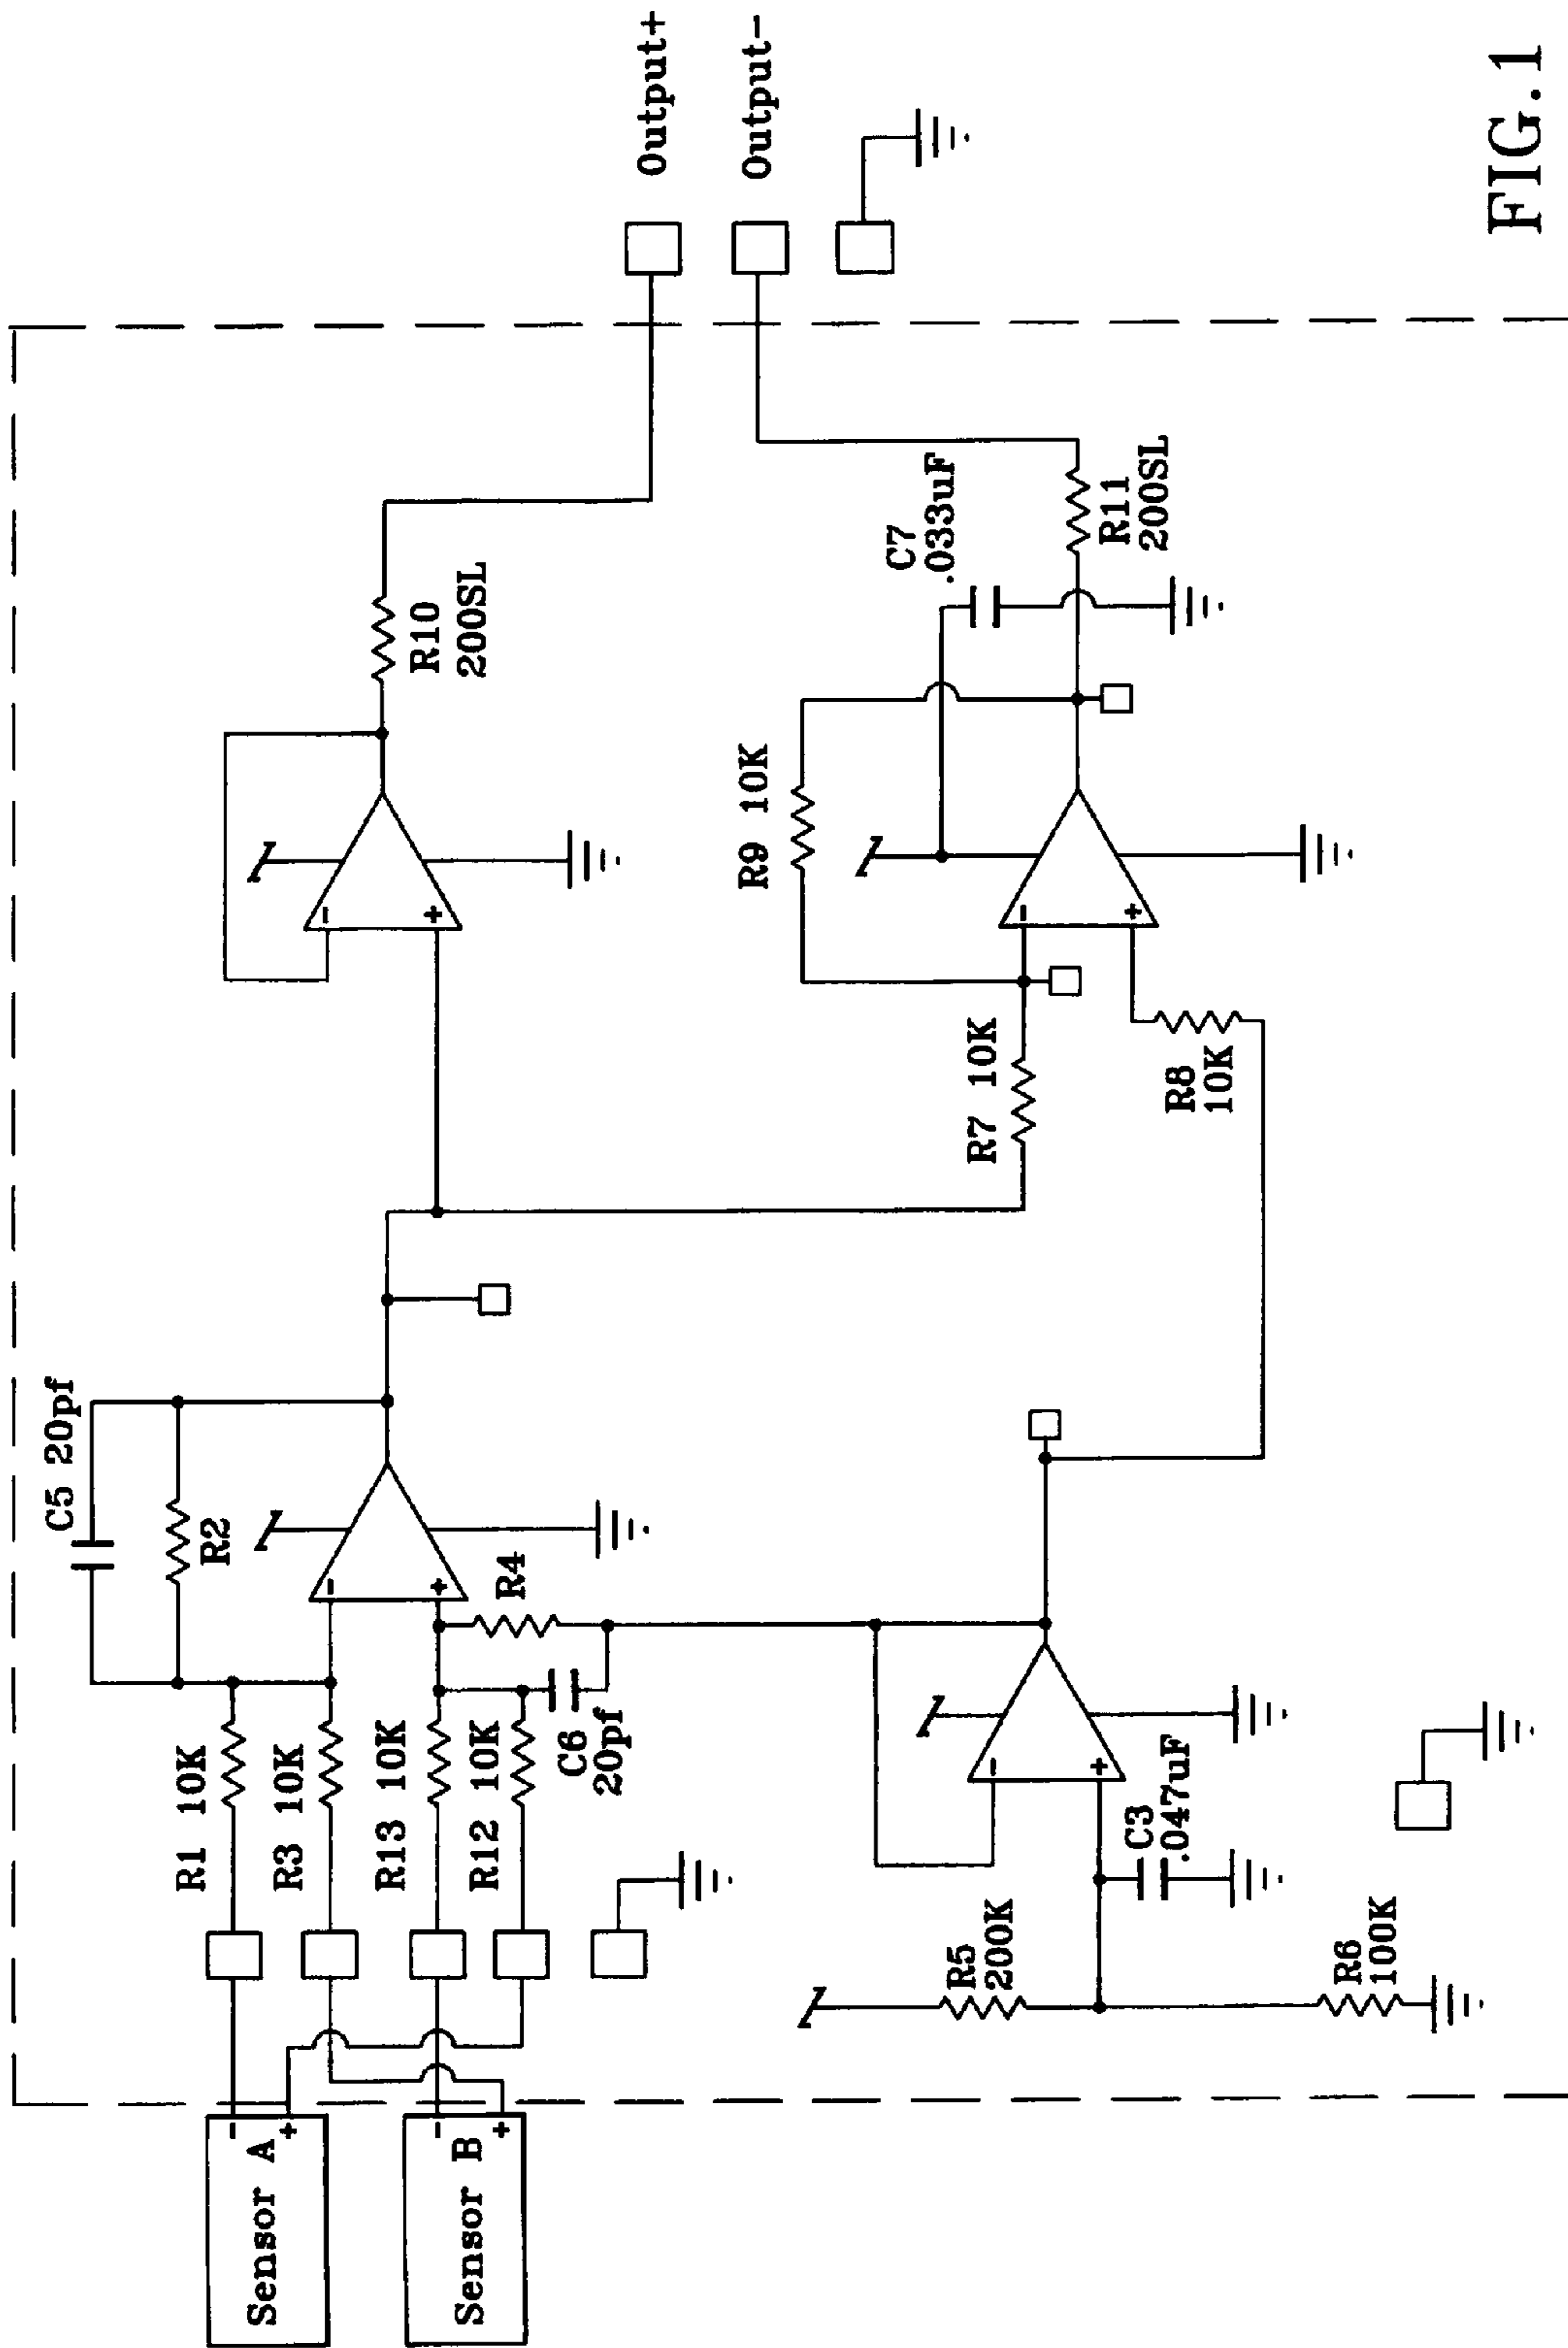 C5 20pf
R2
R1 10K
R3 10K
R13 10K
R12 10K
C6
20pf
R4
-
+
Sensor A
-
+
Sensor B
-
+
R10
200SL
-
+
Output+
Output-
R9 10K
C7
.033uF
R7 10K
-
+
R11
200SL
R8
10K
R5
200K
-
+
C3
.047uF
R6
100K
FIG.1